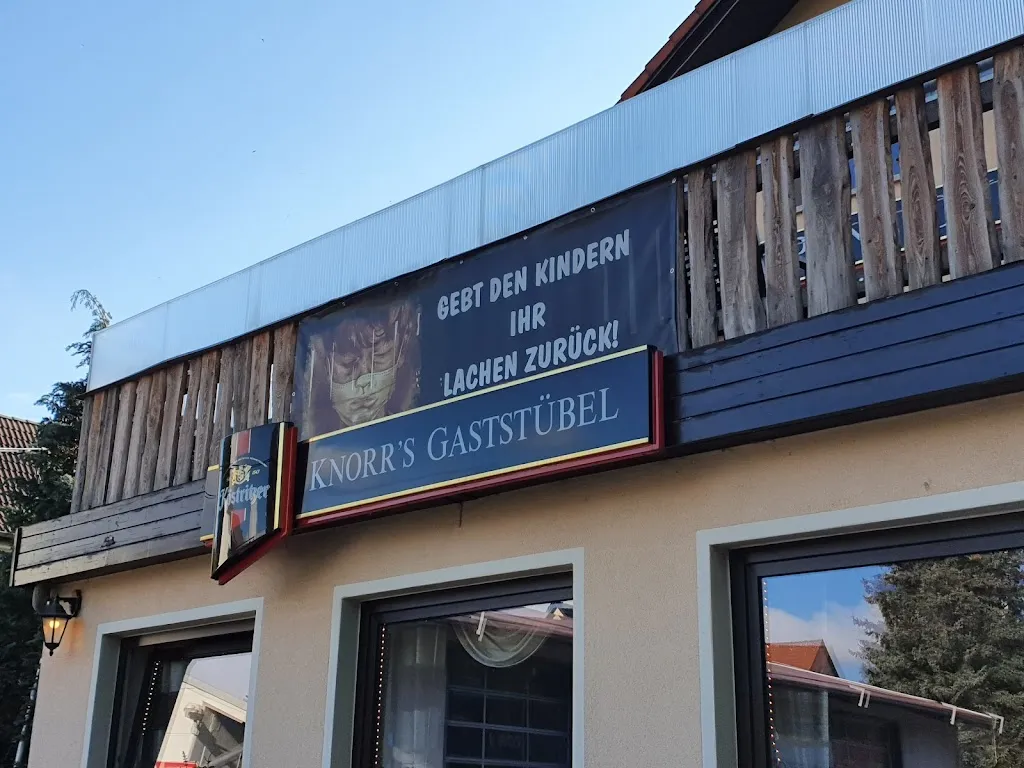 GEBT DEN KINDERN
IHR
LACHEN ZURÜCK!
KNORR'S GASTSTÜBEL
Köstritzer